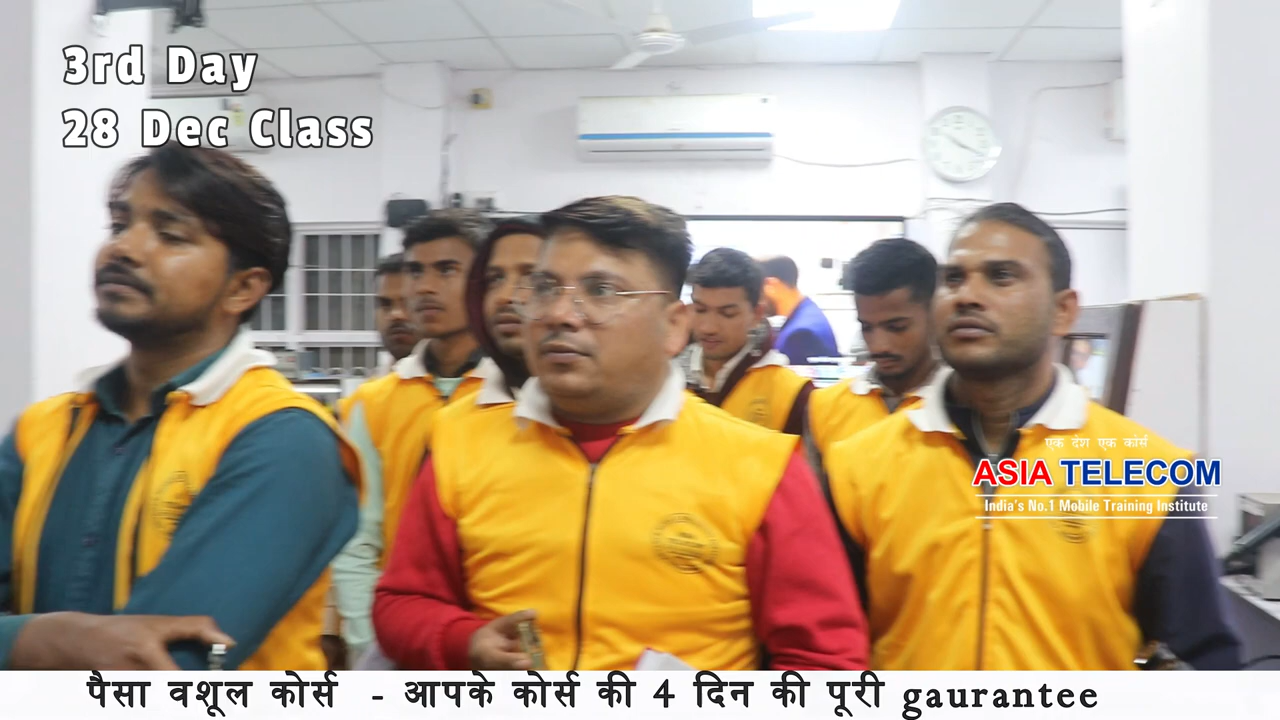 3rd Day
28 Dec Class
एक देश एक कॉर्स
ASIA TELECOM
India's No.1 Mobile Training Institute
पैसा वशूल कोर्स - आपके कोर्स की 4 दिन की पूरी gaurantee